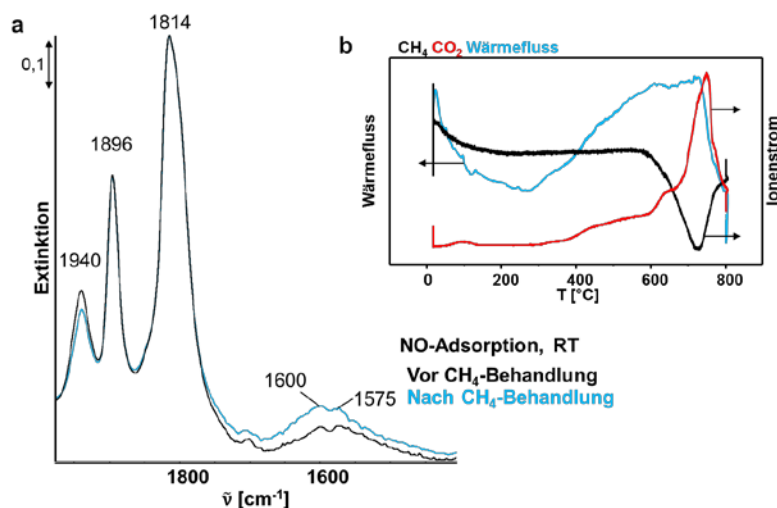 a
0,1
1814
1896
1940
1600
1575
Extinktion
1800
1600
ṽ [cm⁻¹]
b
CH₄ CO₂ Wärmefluss
Wärmefluss
Ionenstrom
0
200
400
600
800
T [°C]
NO-Adsorption, RT
Vor CH₄-Behandlung
Nach CH₄-Behandlung